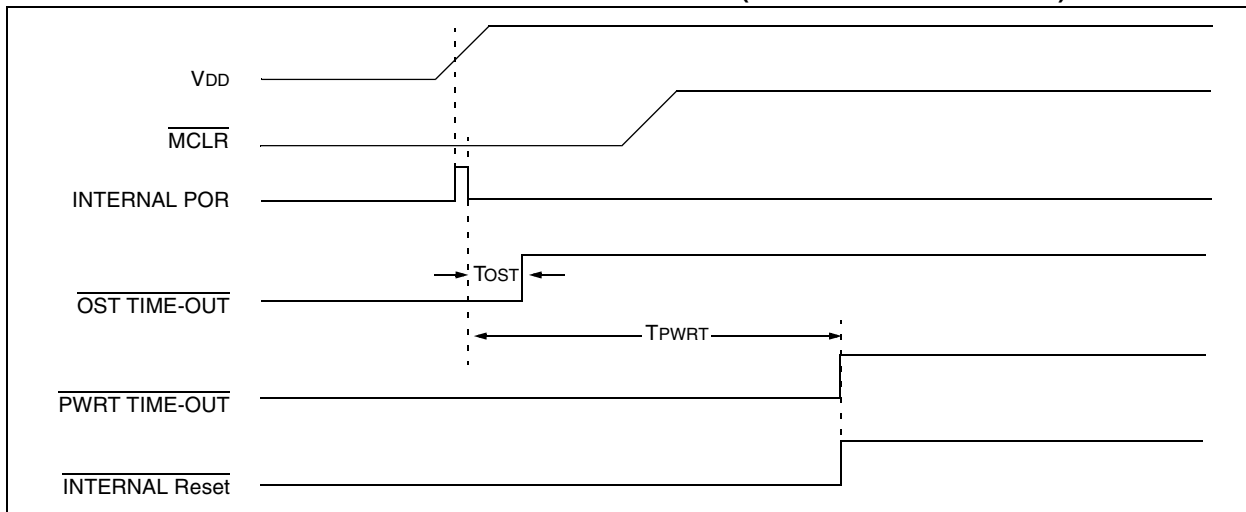 VDD
MCLR
INTERNAL POR
TOST
OST TIME-OUT
TPWRT
PWRT TIME-OUT
INTERNAL Reset